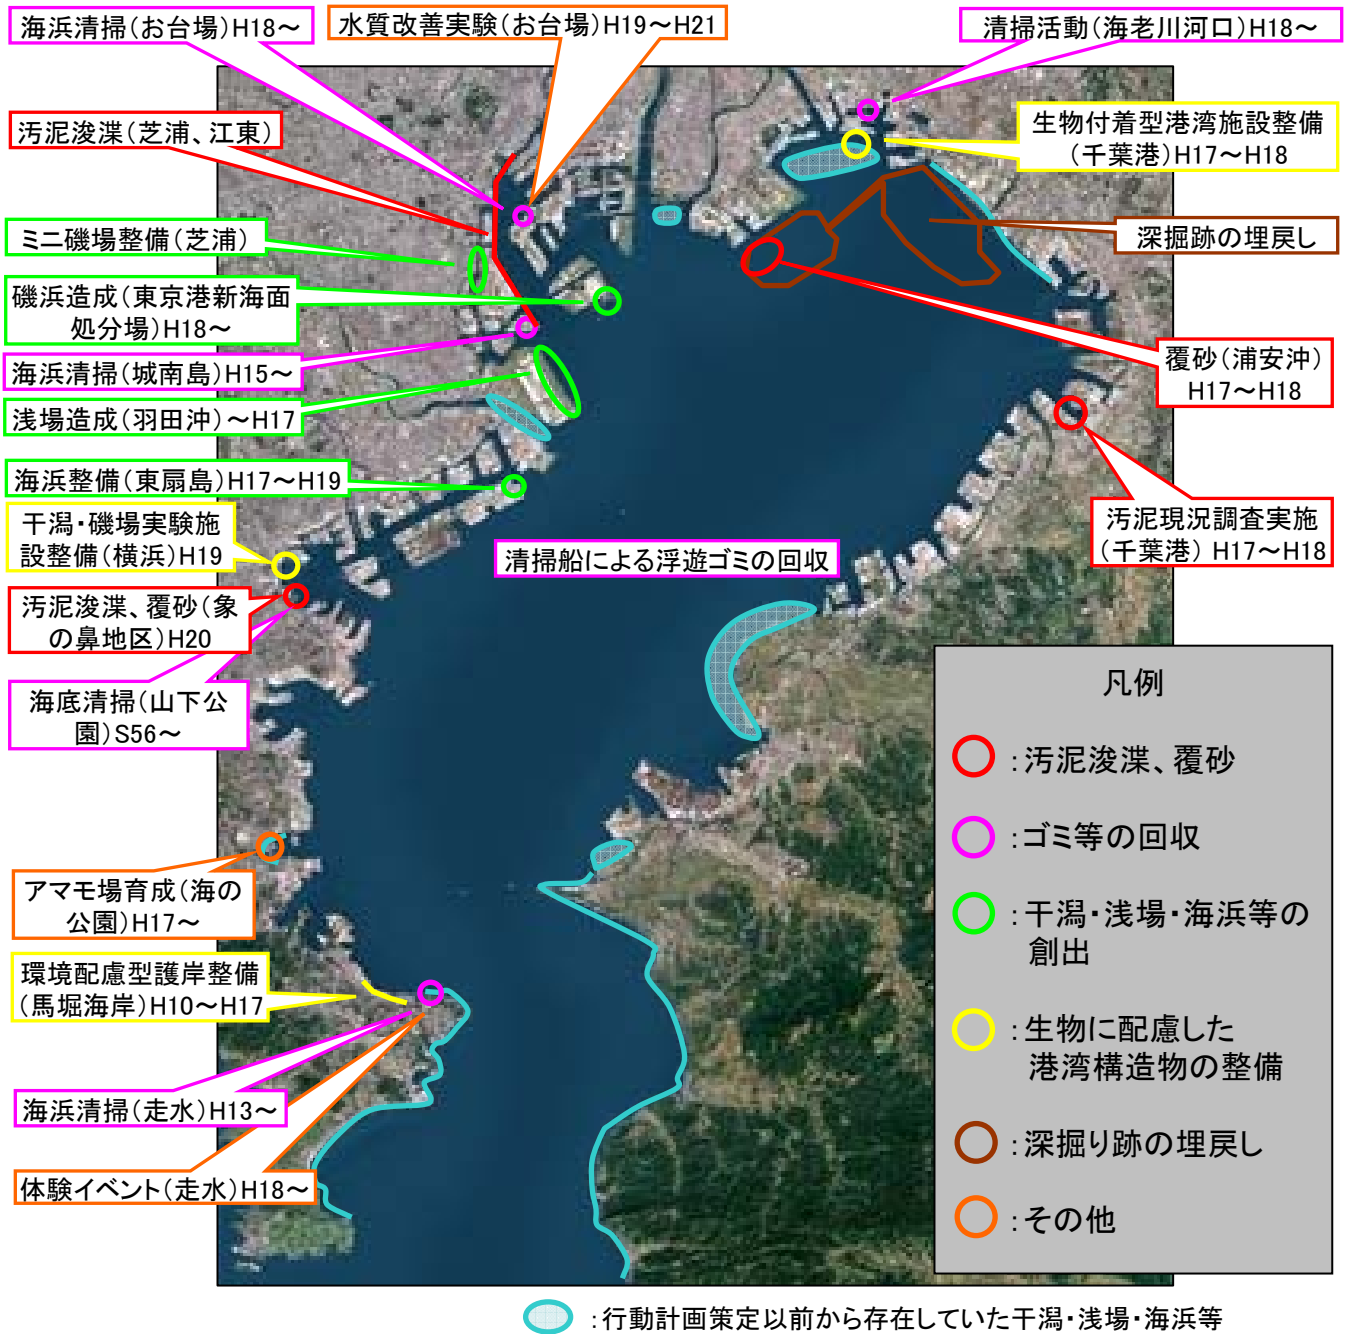 海浜清掃(お台場)H18～
水質改善実験(お台場)H19～H21
清掃活動(海老川河口)H18～
汚泥浚渫(芝浦、江東)
生物付着型港湾施設整備
(千葉港)H17～H18
ミニ磯場整備(芝浦)
深掘跡の埋戻し
磯浜造成(東京港新海面
処分場)H18～
海浜清掃(城南島)H15～
覆砂(浦安沖)
H17～H18
浅場造成(羽田沖)～H17
海浜整備(東扇島)H17～H19
干潟・磯場実験施
設整備(横浜)H19
汚泥現況調査実施
(千葉港) H17～H18
清掃船による浮遊ゴミの回収
汚泥浚渫、覆砂(象
の鼻地区)H20
海底清掃(山下公
園)S56～
アマモ場育成(海の
公園)H17～
環境配慮型護岸整備
(馬堀海岸)H10～H17
海浜清掃(走水)H13～
体験イベント(走水)H18～
凡例
:汚泥浚渫、覆砂
:ゴミ等の回収
:干潟・浅場・海浜等の
創出
:生物に配慮した
港湾構造物の整備
:深掘り跡の埋戻し
:その他
:行動計画策定以前から存在していた干潟・浅場・海浜等